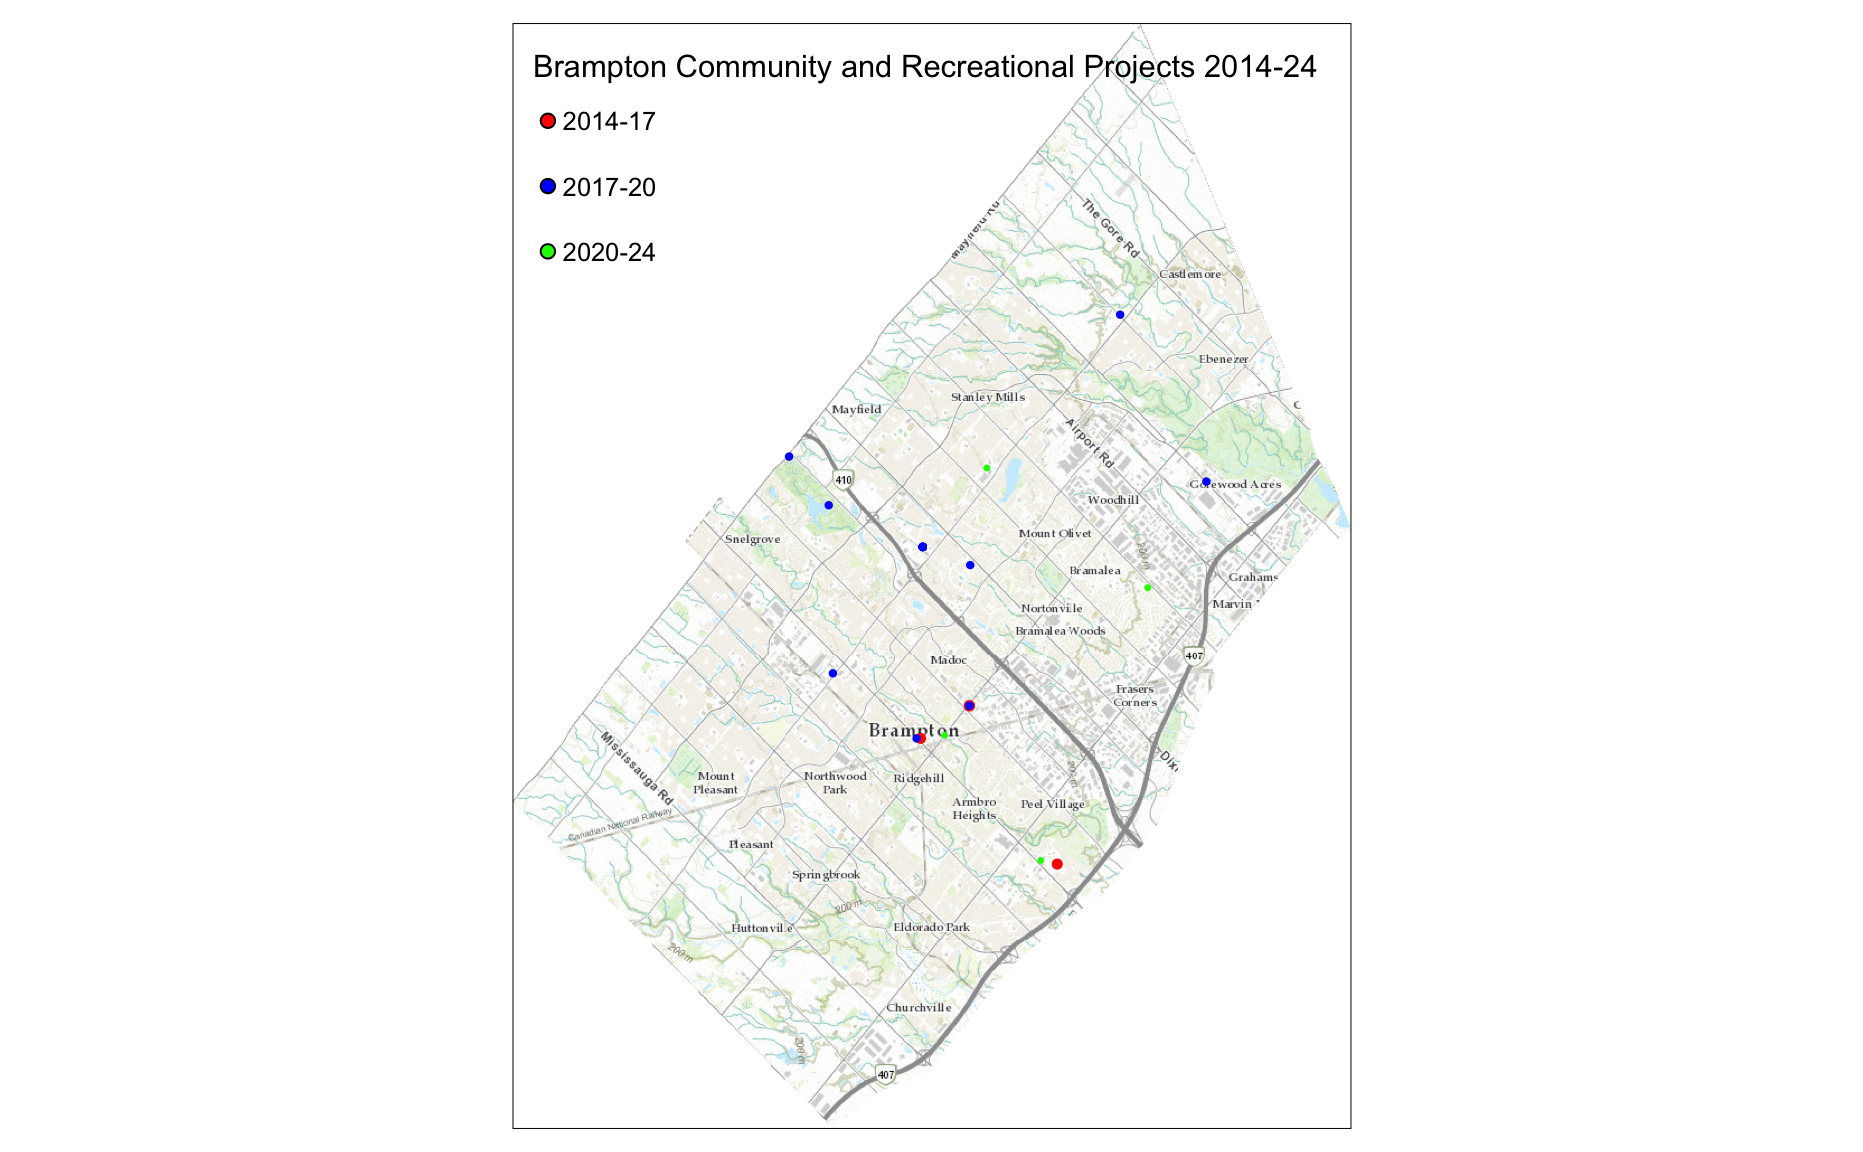 Brampton Community and Recreational Projects 2014-24
2014-17
2017-20
2020-24
Mayfield Rd
The Gore Rd
Castlemore
Ebenezer
Stanley Mills
Mayfield
Airport Rd
410
Gorewood Acres
Woodhill
Snelgrove
Mount Olivet
200 m
Bramalea
Grahams
Nortonville
Marvin
Bramalea Woods
407
Madoc
Frasers
Corners
Brampton
Mississauga Rd
Dix
200 m
Mount
Pleasant
Northwood
Park
Ridgehill
Armbro
Heights
Peel Village
Canadian National Railway
Pleasant
Springbrook
200 m
Huttonville
Eldorado Park
200 m
Churchville
200 m
407